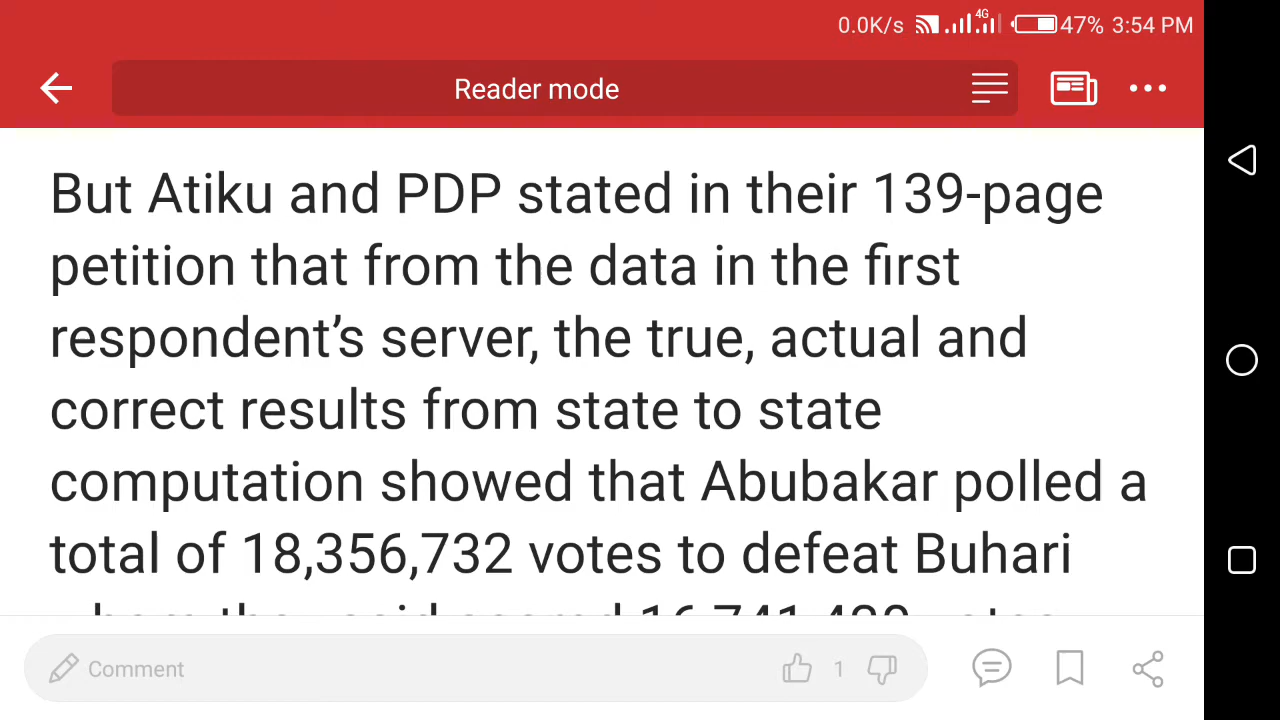 0.0K/s 4G 47% 3:54 PM
Reader mode
But Atiku and PDP stated in their 139-page
petition that from the data in the first
respondent’s server, the true, actual and
correct results from state to state
computation showed that Abubakar polled a
total of 18,356,732 votes to defeat Buhari
Comment 1